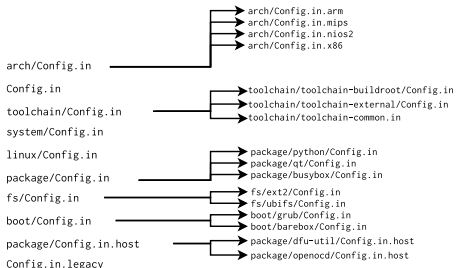 arch/Config.in.arm
arch/Config.in.mips
arch/Config.in.nios2
arch/Config.in.x86
arch/Config.in
Config.in
toolchain/toolchain-buildroot/Config.in
toolchain/toolchain-external/Config.in
toolchain/Config.in
toolchain/toolchain-common.in
system/Config.in
linux/Config.in
package/python/Config.in
package/qt/Config.in
package/Config.in
package/busybox/Config.in
fs/Config.in
fs/ext2/Config.in
fs/ubifs/Config.in
boot/Config.in
boot/grub/Config.in
boot/barebox/Config.in
package/Config.in.host
package/dfu-util/Config.in.host
package/openocd/Config.in.host
Config.in.legacy